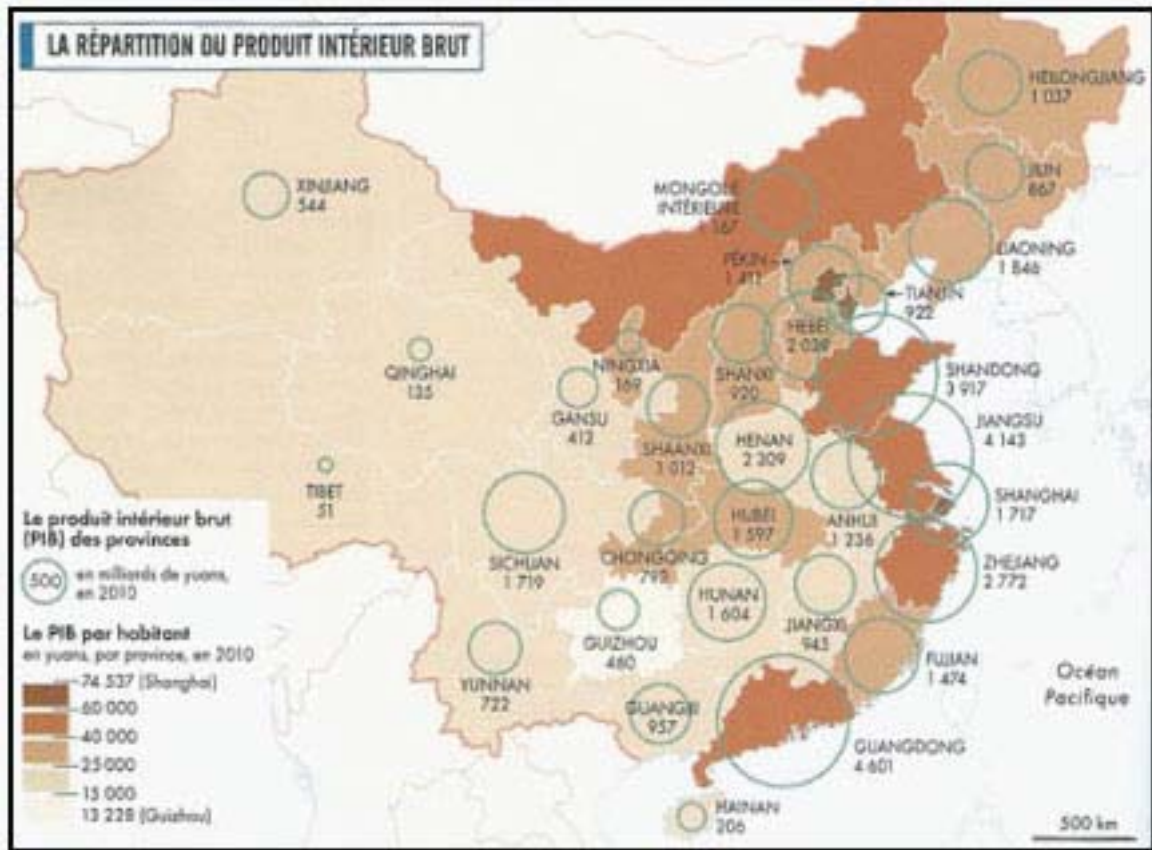 LA RÉPARTITION DU PRODUIT INTÉRIEUR BRUT
HEILONGJIANG
1 037
JILIN
867
XINJIANG
544
MONGOLIE
INTÉRIEURE
1 167
LIAONING
1 846
PÉKIN
1 411
TIANJIN
922
HEBEI
2 039
SHANDONG
3 917
QINGHAI
135
NINGXIA
169
SHANXI
920
GANSU
412
JIANGSU
4 143
SHAANXI
1 012
HENAN
2 309
TIBET
51
SHANGHAI
1 717
ANHUI
1 236
HUBEI
1 597
SICHUAN
1 719
CHONGQING
793
ZHEJIANG
2 772
HUNAN
1 604
JIANGXI
945
GUIZHOU
460
FUJIAN
1 474
YUNNAN
722
GUANGXI
957
GUANGDONG
4 601
HAINAN
206
Océan
Pacifique
500 km
Le produit intérieur brut
(PIB) des provinces
500
en milliards de yuans,
en 2010
Le PIB par habitant
en yuans, par province, en 2010
74 537 (Shanghai)
60 000
40 000
25 000
15 000
13 228 (Guizhou)